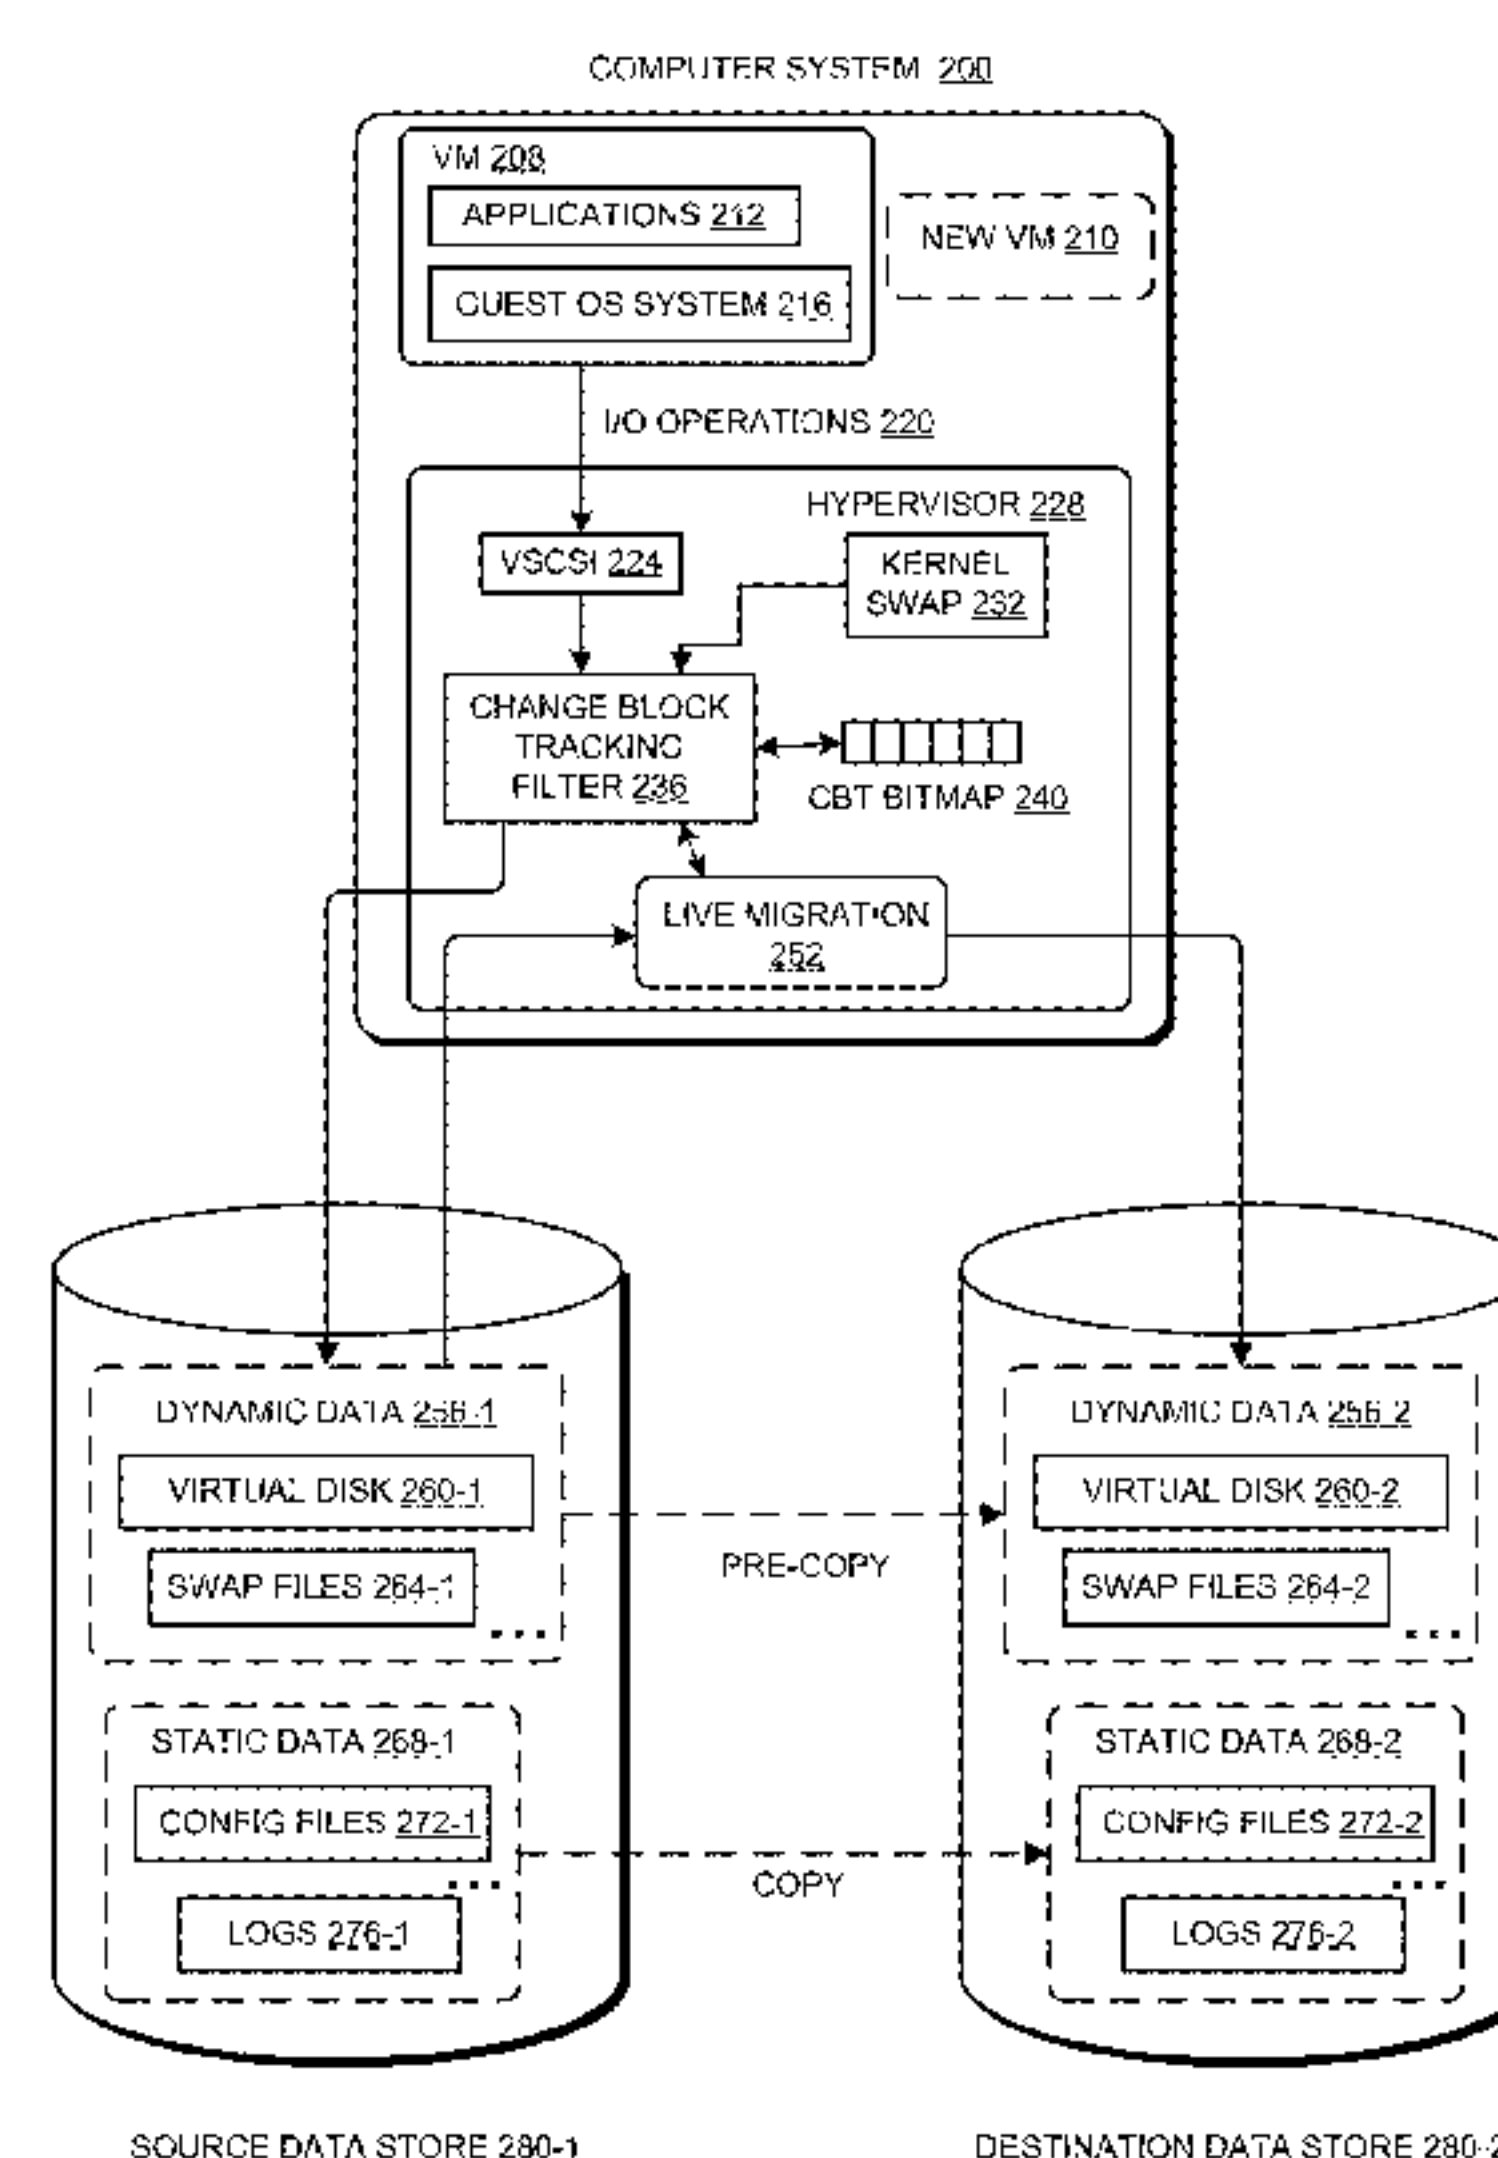 COMPUTER SYSTEM 200
VM 208
APPLICATIONS 212
GUEST OS SYSTEM 216
NEW VM 210
I/O OPERATIONS 220
HYPERVISOR 228
VSCSI 224
KERNEL
SWAP 232
CHANGE BLOCK
TRACKING
FILTER 236
CBT BITMAP 240
LIVE MIGRATION
252
DYNAMIC DATA 256-1
VIRTUAL DISK 260-1
SWAP FILES 264-1
...
STATIC DATA 268-1
CONFIG FILES 272-1
...
LOGS 276-1
PRE-COPY
COPY
DYNAMIC DATA 256-2
VIRTUAL DISK 260-2
SWAP FILES 264-2
...
STATIC DATA 268-2
CONFIG FILES 272-2
...
LOGS 276-2
SOURCE DATA STORE 280-1
DESTINATION DATA STORE 280-2